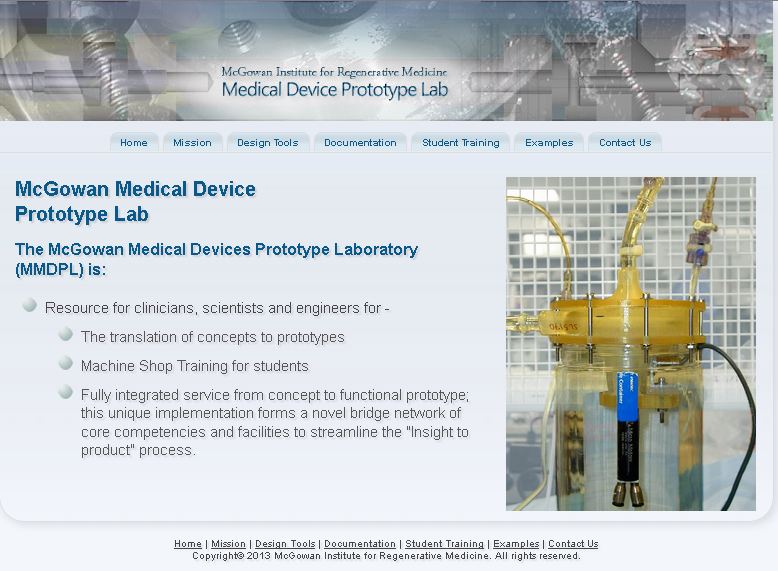 McGowan Institute for Regenerative Medicine
Medical Device Prototype Lab
Home Mission Design Tools Documentation Student Training Examples Contact Us
McGowan Medical Device
Prototype Lab
The McGowan Medical Devices Prototype Laboratory
(MMDPL) is:
Resource for clinicians, scientists and engineers for -
The translation of concepts to prototypes
Machine Shop Training for students
Fully integrated service from concept to functional prototype;
this unique implementation forms a novel bridge network of
core competencies and facilities to streamline the "Insight to
product" process.
Container
Home | Mission | Design Tools | Documentation | Student Training | Examples | Contact Us
Copyright© 2013 McGowan Institute for Regenerative Medicine. All rights reserved.